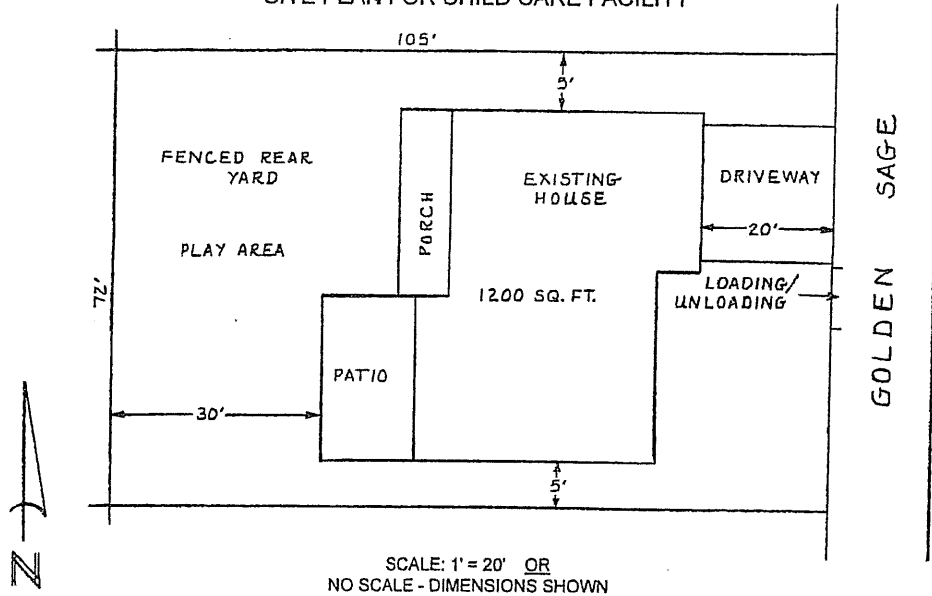 SITE PLAN FOR CHILD CARE FACILITY
105'
5'
FENCED REAR
YARD
PLAY AREA
PORCH
EXISTING
HOUSE
1200 SQ. FT.
DRIVEWAY
20'
LOADING/
UNLOADING
GOLDEN SAGE
72'
PATIO
30'
5'
N
SCALE: 1' = 20' OR
NO SCALE - DIMENSIONS SHOWN